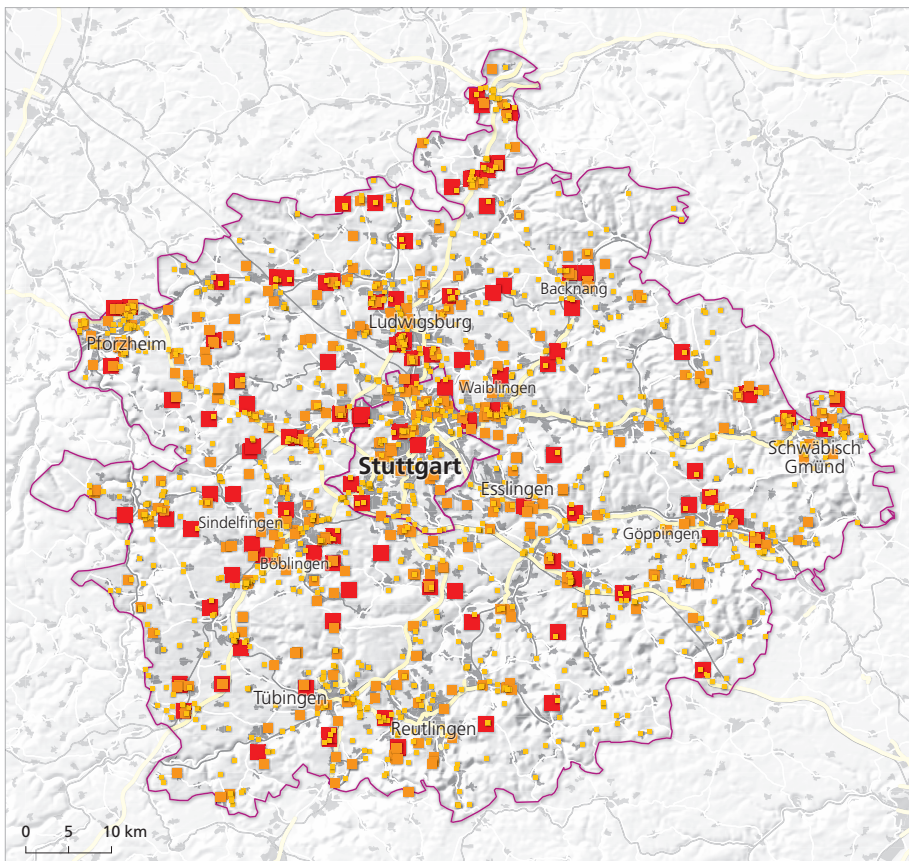 Backnang
Ludwigsburg
Pforzheim
Waiblingen
Schwäbisch
Gmünd
Stuttgart
Esslingen
Sindelfingen
Göppingen
Böblingen
Tübingen
Reutlingen
0 5 10 km